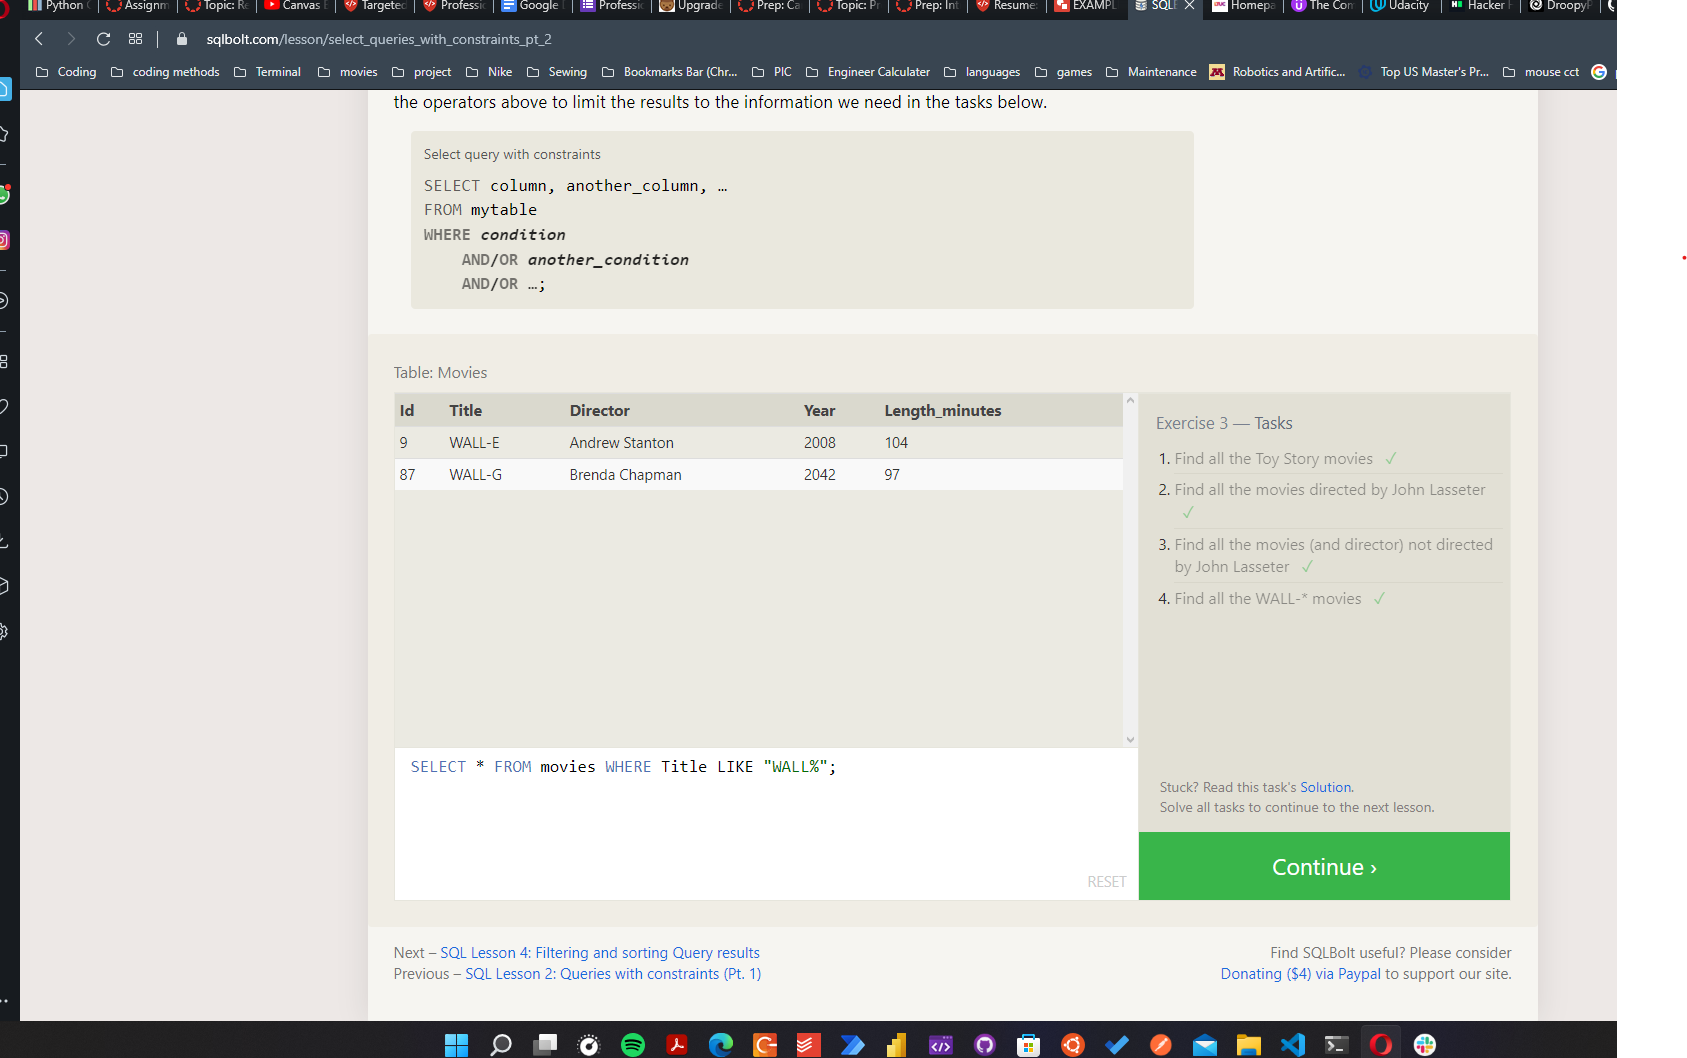 Python
Assignm
Topic: Re
Canvas
Targeted
Professi
Google
Professi
Upgrade
Prep: Ca
Topic: Pr
Prep: Int
Resume:
EXAMPL
SQL
Homepa
The Com
Udacity
Hacker
DroopyP
sqlbolt.com/lesson/select_queries_with_constraints_pt_2
Coding coding methods Terminal movies project Nike Sewing Bookmarks Bar (Chr... PIC Engineer Calculater languages games Maintenance Robotics and Artific... Top US Master's Pr... mouse cct
the operators above to limit the results to the information we need in the tasks below.
Select query with constraints
SELECT column, another_column, …
FROM mytable
WHERE condition
AND/OR another_condition
AND/OR …;
Table: Movies
Id Title Director Year Length_minutes
9 WALL-E Andrew Stanton 2008 104
87 WALL-G Brenda Chapman 2042 97
SELECT * FROM movies WHERE Title LIKE "WALL%";
RESET
Exercise 3 — Tasks
1. Find all the Toy Story movies ✓
2. Find all the movies directed by John Lasseter
✓
3. Find all the movies (and director) not directed
by John Lasseter ✓
4. Find all the WALL-* movies ✓
Stuck? Read this task's Solution.
Solve all tasks to continue to the next lesson.
Continue ›
Next – SQL Lesson 4: Filtering and sorting Query results
Previous – SQL Lesson 2: Queries with constraints (Pt. 1)
Find SQLBolt useful? Please consider
Donating ($4) via Paypal to support our site.